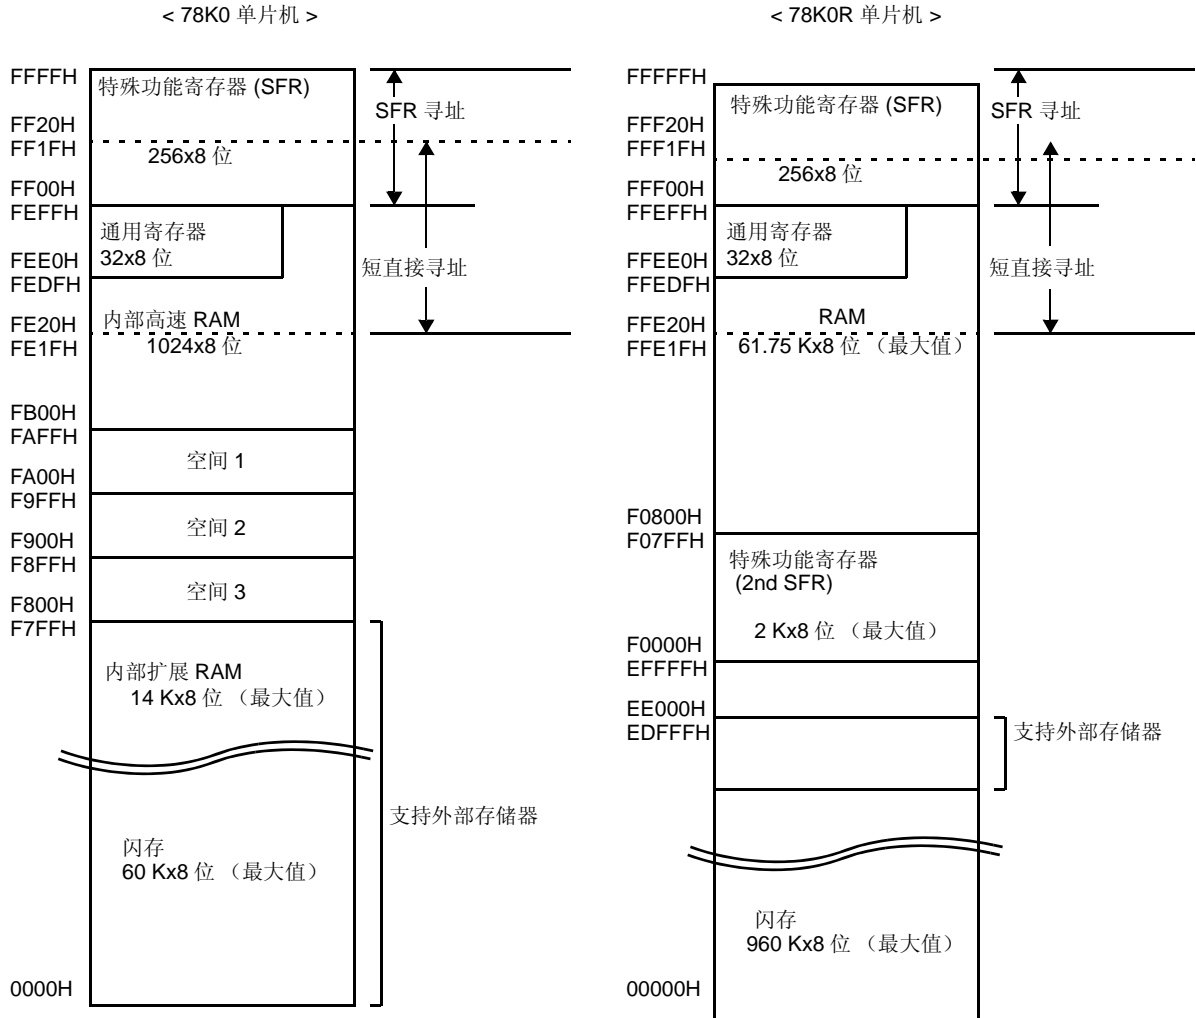 < 78K0 单片机 >
FFFFH
特殊功能寄存器 (SFR)
SFR 寻址
FF20H
FF1FH
256x8 位
FF00H
FEFFH
通用寄存器
32x8 位
FEE0H
FEDFH
短直接寻址
FE20H
内部高速 RAM
FE1FH
1024x8 位
FB00H
FAFFH
空间 1
FA00H
F9FFH
空间 2
F900H
F8FFH
空间 3
F800H
F7FFH
内部扩展 RAM
14 Kx8 位 （最大值）
支持外部存储器
闪存
60 Kx8 位 （最大值）
0000H
< 78K0R 单片机 >
FFFFFH
特殊功能寄存器 (SFR)
SFR 寻址
FFF20H
FFF1FH
256x8 位
FFF00H
FFEFFH
通用寄存器
32x8 位
FFEE0H
FFEDFH
短直接寻址
FFE20H
RAM
FFE1FH
61.75 Kx8 位 （最大值）
F0800H
F07FFH
特殊功能寄存器
(2nd SFR)
2 Kx8 位 （最大值）
F0000H
EFFFFH
EE000H
EDFFFH
支持外部存储器
闪存
960 Kx8 位 （最大值）
00000H